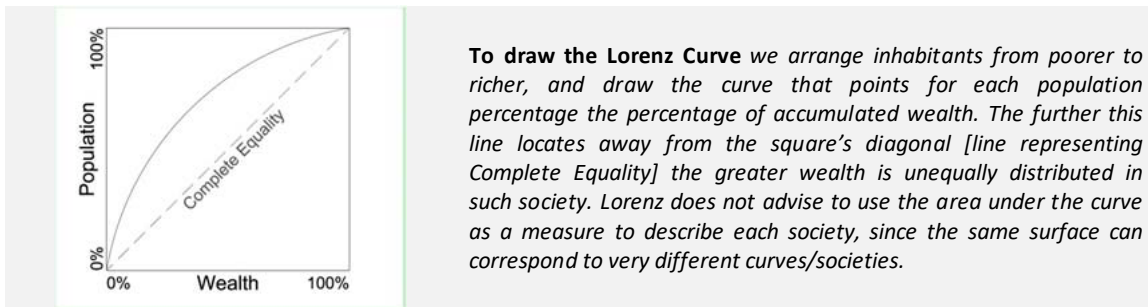 100%
Population
0%
Complete Equality
0%
Wealth
100%
To draw the Lorenz Curve we arrange inhabitants from poorer to
richer, and draw the curve that points for each population
percentage the percentage of accumulated wealth. The further this
line locates away from the square’s diagonal [line representing
Complete Equality] the greater wealth is unequally distributed in
such society. Lorenz does not advise to use the area under the curve
as a measure to describe each society, since the same surface can
correspond to very different curves/societies.